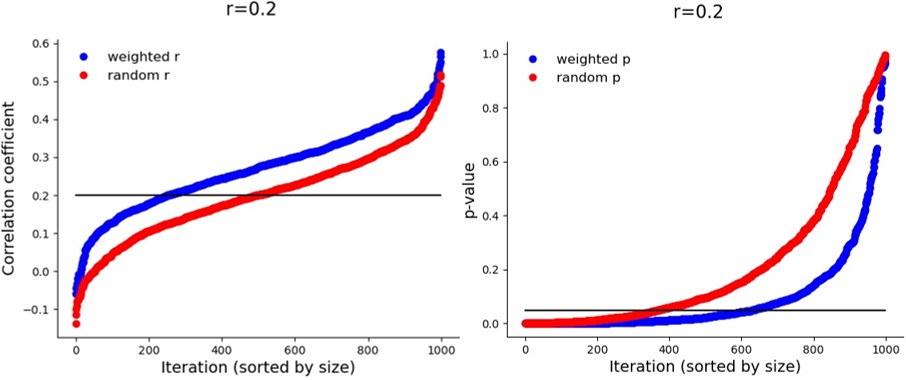 r=0.2
Correlation coefficient
0.6
0.5
0.4
0.3
0.2
0.1
0.0
−0.1
weighted r
random r
0
200
400
600
800
1000
Iteration (sorted by size)
r=0.2
p-value
1.0
0.8
0.6
0.4
0.2
0.0
weighted p
random p
0
200
400
600
800
1000
Iteration (sorted by size)